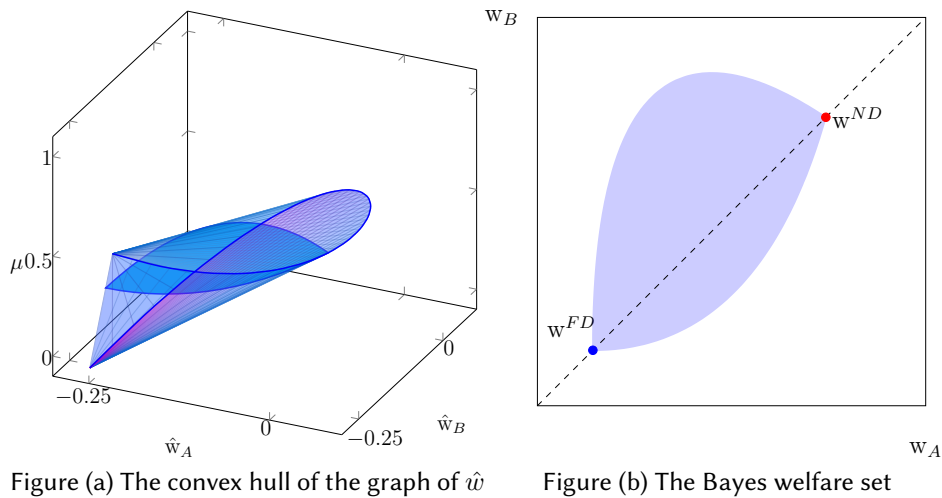 1
μ
0.5
0
−0.25
0
ŵ_A
−0.25
0
ŵ_B
w_B
w^{ND}
w^{FD}
w_A
Figure (a) The convex hull of the graph of ŵ
Figure (b) The Bayes welfare set